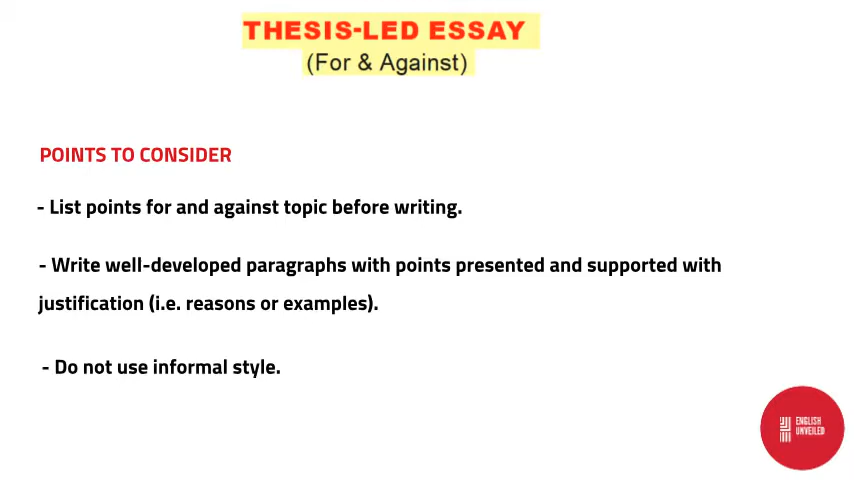 THESIS-LED ESSAY
(For & Against)
POINTS TO CONSIDER
- List points for and against topic before writing.
- Write well-developed paragraphs with points presented and supported with
justification (i.e. reasons or examples).
- Do not use informal style.
ENGLISH
UNVEILED